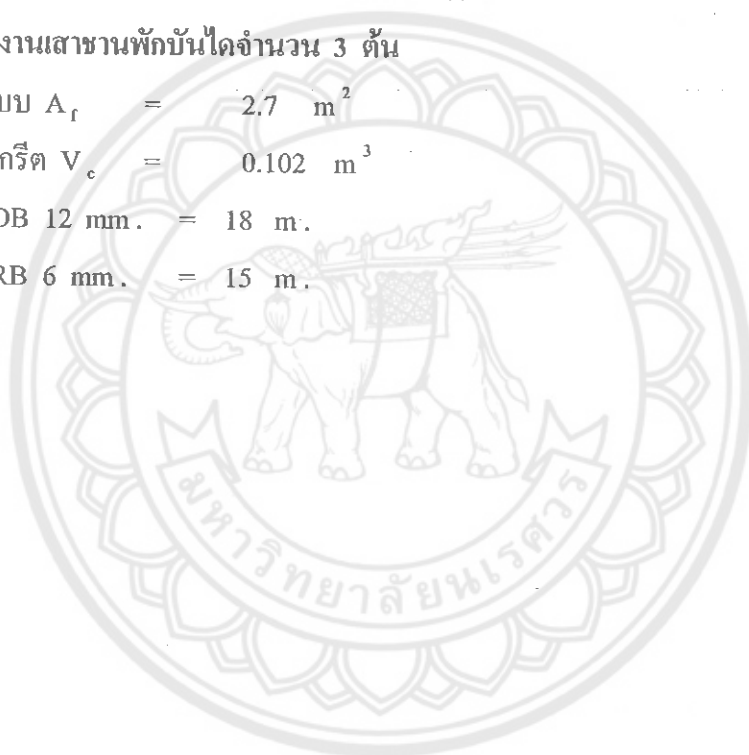 งานเสาชานพักบันไดจำนวน 3 ต้น
บบ A_f = 2.7 m²
กรีต V_c = 0.102 m³
DB 12 mm. = 18 m.
RB 6 mm. = 15 m.
มหาวิทยาลัยนเรศวร